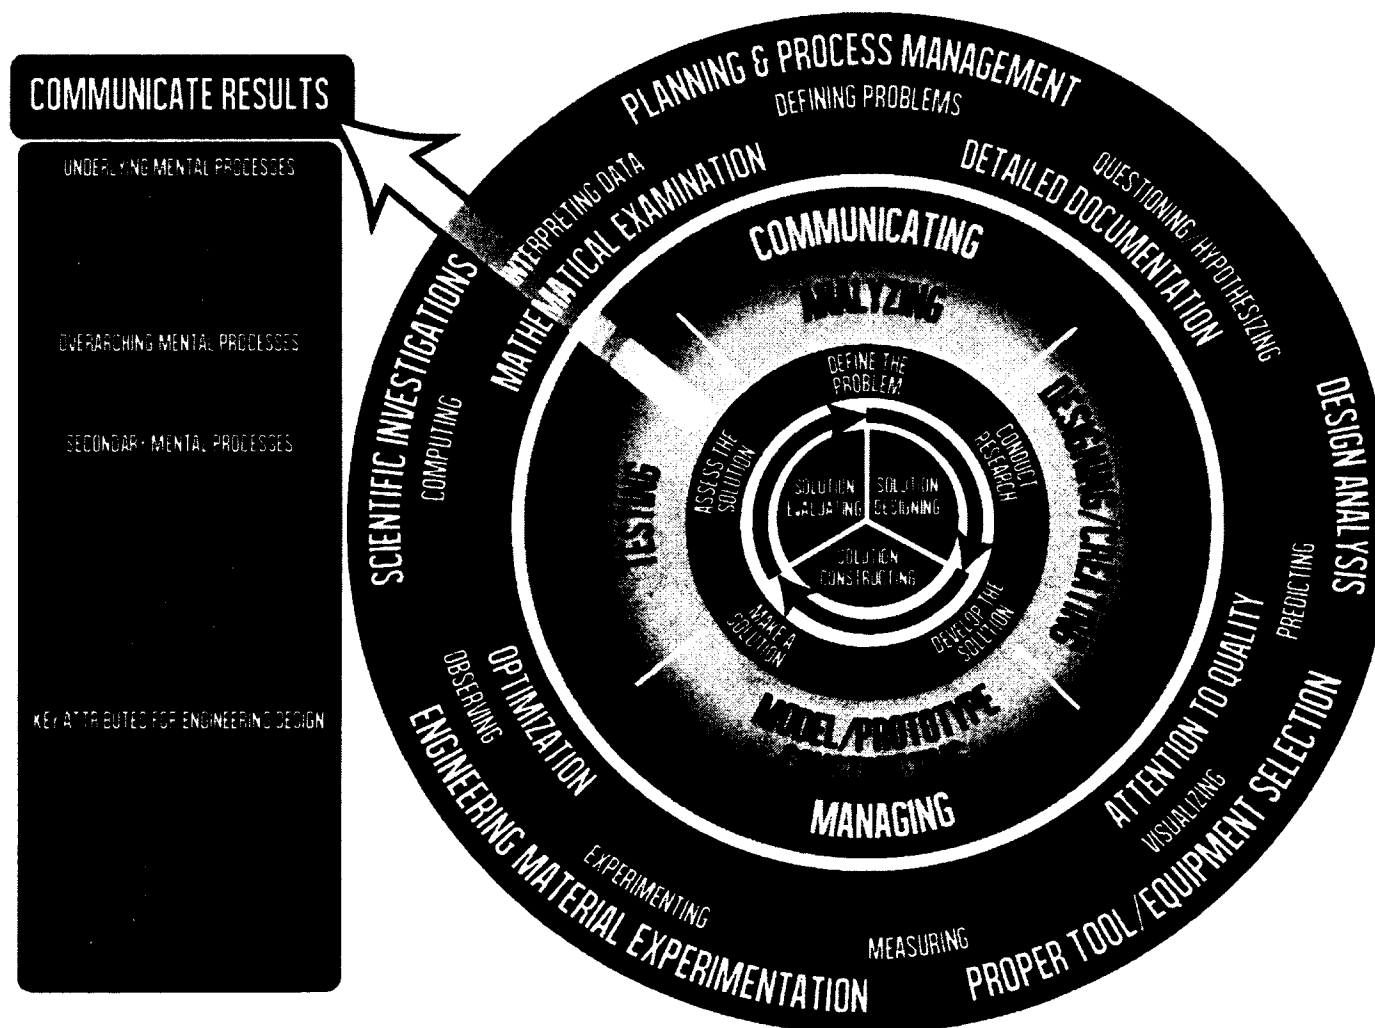 COMMUNICATE RESULTS
UNDERLYING MENTAL PROCESSES
OVERARCHING MENTAL PROCESSES
SECONDARY MENTAL PROCESSES
KEY ATTRIBUTED FOR ENGINEERING DESIGN
PLANNING & PROCESS MANAGEMENT
DEFINING PROBLEMS
DETAILED DOCUMENTATION
QUESTIONING
HYPOTHESIZING
DESIGN ANALYSIS
PREDICTING
ATTENTION TO QUALITY
VISUALIZING
PROPER TOOL/EQUIPMENT SELECTION
MEASURING
EXPERIMENTING
ENGINEERING MATERIAL EXPERIMENTATION
OPTIMIZATION
OBSERVING
COMPUTING
SCIENTIFIC INVESTIGATIONS
MATHEMATICAL EXAMINATION
INTERPRETING DATA
COMMUNICATING
ANALYZING
DESIGNING/CREATING
MODEL/PROTOTYPE
MANAGING
TESTING
DEFINE THE
PROBLEM
CONDUCT
RESEARCH
DEVELOP THE
SOLUTION
MAKE A
SOLUTION
ASSESS THE
SOLUTION
SOLUTION
EVALUATING
SOLUTION
DESIGNING
SOLUTION
CONSTRUCTING